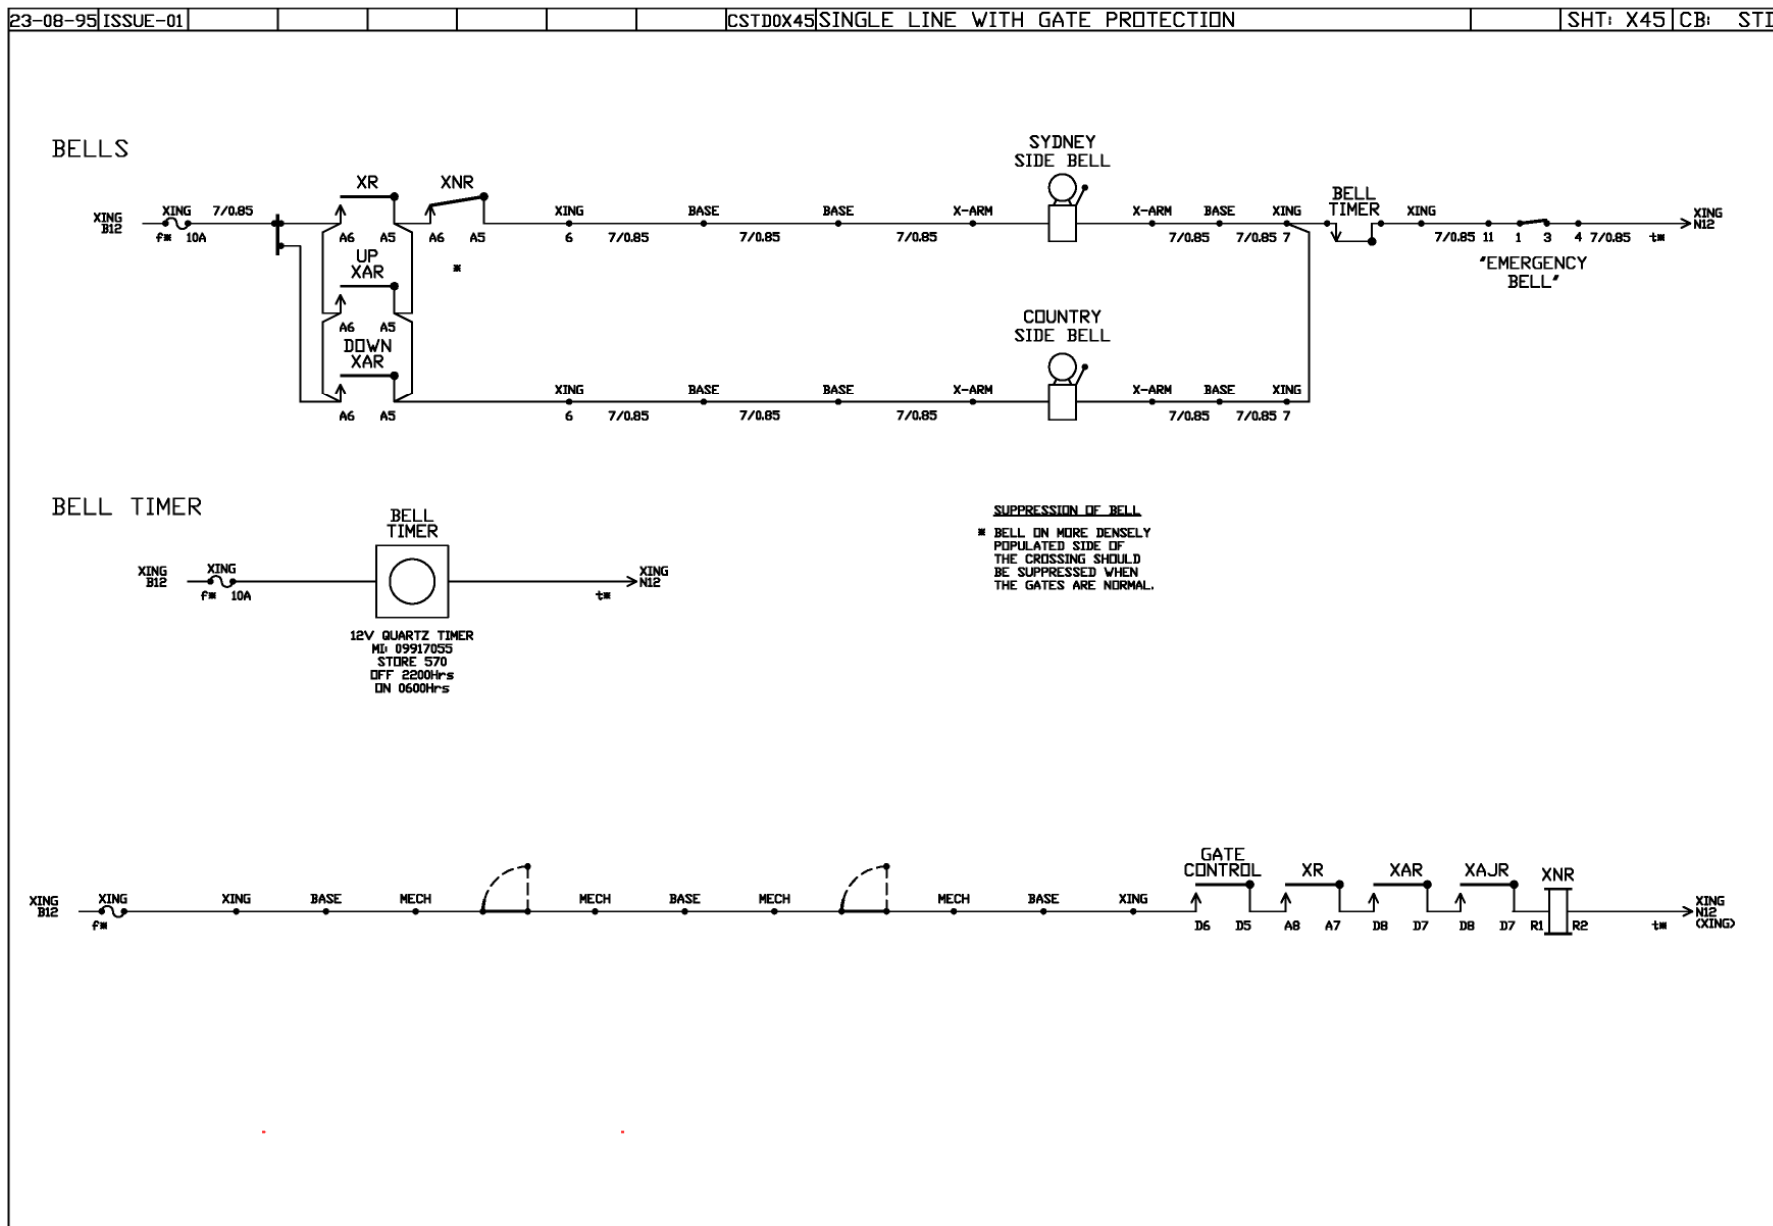 23-08-95 ISSUE-01 CSTD0X45 SINGLE LINE WITH GATE PROTECTION SHT: X45 CB:
BELLS
SYDNEY
SIDE BELL
XR XNR
BELL
TIMER
XING
B12
XING 7/0.85
f* 10A
A6 A5 A6 A5
XING BASE BASE X-ARM X-ARM BASE XING XING
6 7/0.85 7/0.85 7/0.85 7/0.85 7/0.85 7 7/0.85 11 1 3 4 7/0.85 t*
XING
N12
UP
XAR
*
"EMERGENCY
BELL"
A6 A5
DOWN
XAR
COUNTRY
SIDE BELL
XING BASE BASE X-ARM X-ARM BASE XING
A6 A5 6 7/0.85 7/0.85 7/0.85 7/0.85 7/0.85 7
BELL TIMER
BELL
TIMER
XING
B12
XING
f* 10A
t*
XING
N12
12V QUARTZ TIMER
MI: 09917055
STORE 570
OFF 2200Hrs
ON 0600Hrs
SUPPRESSION OF BELL
* BELL ON MORE DENSELY
POPULATED SIDE OF
THE CROSSING SHOULD
BE SUPPRESSED WHEN
THE GATES ARE NORMAL.
GATE
CONTROL XR XAR XAJR XNR
XING
B12
XING XING BASE MECH MECH BASE MECH MECH BASE XING
f* D6 D5 A8 A7 D8 D7 D8 D7 R1 R2 t*
XING
N12
(XING)